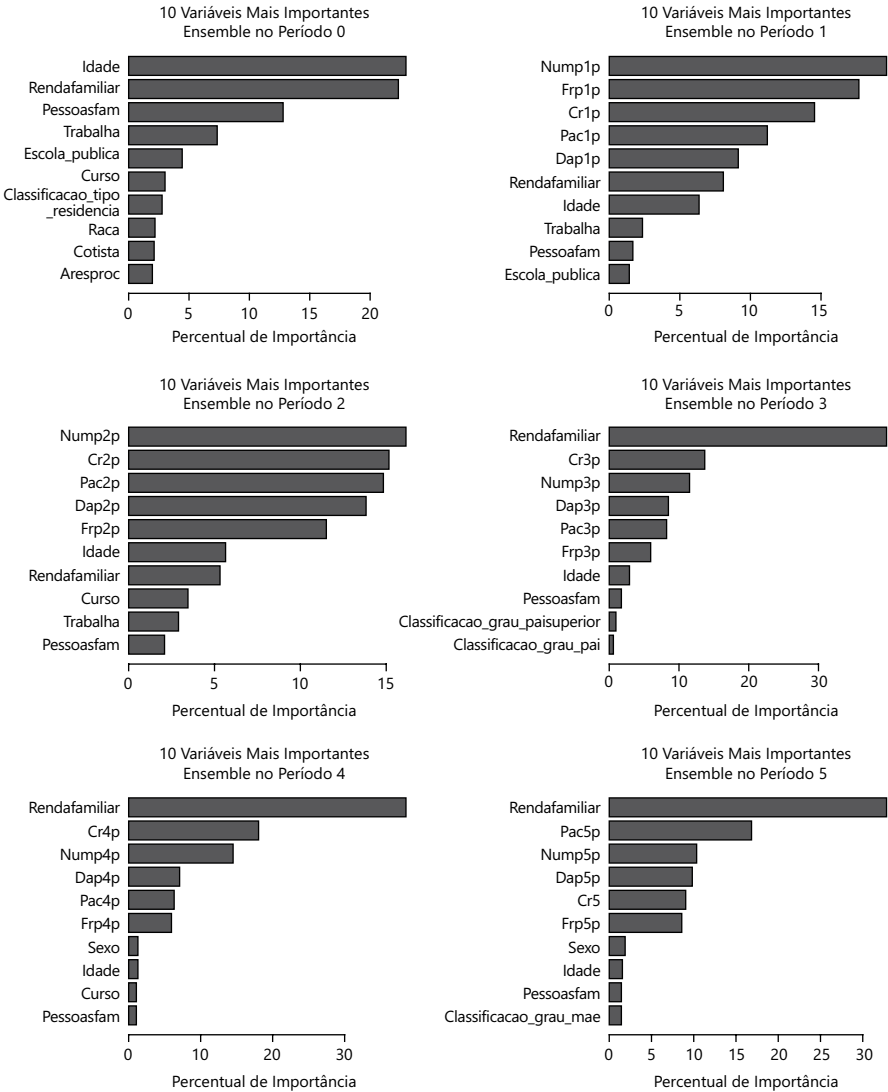 10 Variáveis Mais Importantes
Ensemble no Período 0
Idade
Rendafamiliar
Pessoasfam
Trabalha
Escola_publica
Curso
Classificacao_tipo
_residencia
Raca
Cotista
Aresproc
0 5 10 15 20
Percentual de Importância
10 Variáveis Mais Importantes
Ensemble no Período 1
Nump1p
Frp1p
Cr1p
Pac1p
Dap1p
Rendafamiliar
Idade
Trabalha
Pessoafam
Escola_publica
0 5 10 15
Percentual de Importância
10 Variáveis Mais Importantes
Ensemble no Período 2
Nump2p
Cr2p
Pac2p
Dap2p
Frp2p
Idade
Rendafamiliar
Curso
Trabalha
Pessoasfam
0 5 10 15
Percentual de Importância
10 Variáveis Mais Importantes
Ensemble no Período 3
Rendafamiliar
Cr3p
Nump3p
Dap3p
Pac3p
Frp3p
Idade
Pessoasfam
Classificacao_grau_paisuperior
Classificacao_grau_pai
0 10 20 30
Percentual de Importância
10 Variáveis Mais Importantes
Ensemble no Período 4
Rendafamiliar
Cr4p
Nump4p
Dap4p
Pac4p
Frp4p
Sexo
Idade
Curso
Pessoasfam
0 10 20 30
Percentual de Importância
10 Variáveis Mais Importantes
Ensemble no Período 5
Rendafamiliar
Pac5p
Nump5p
Dap5p
Cr5
Frp5p
Sexo
Idade
Pessoasfam
Classificacao_grau_mae
0 5 10 15 20 25 30
Percentual de Importância